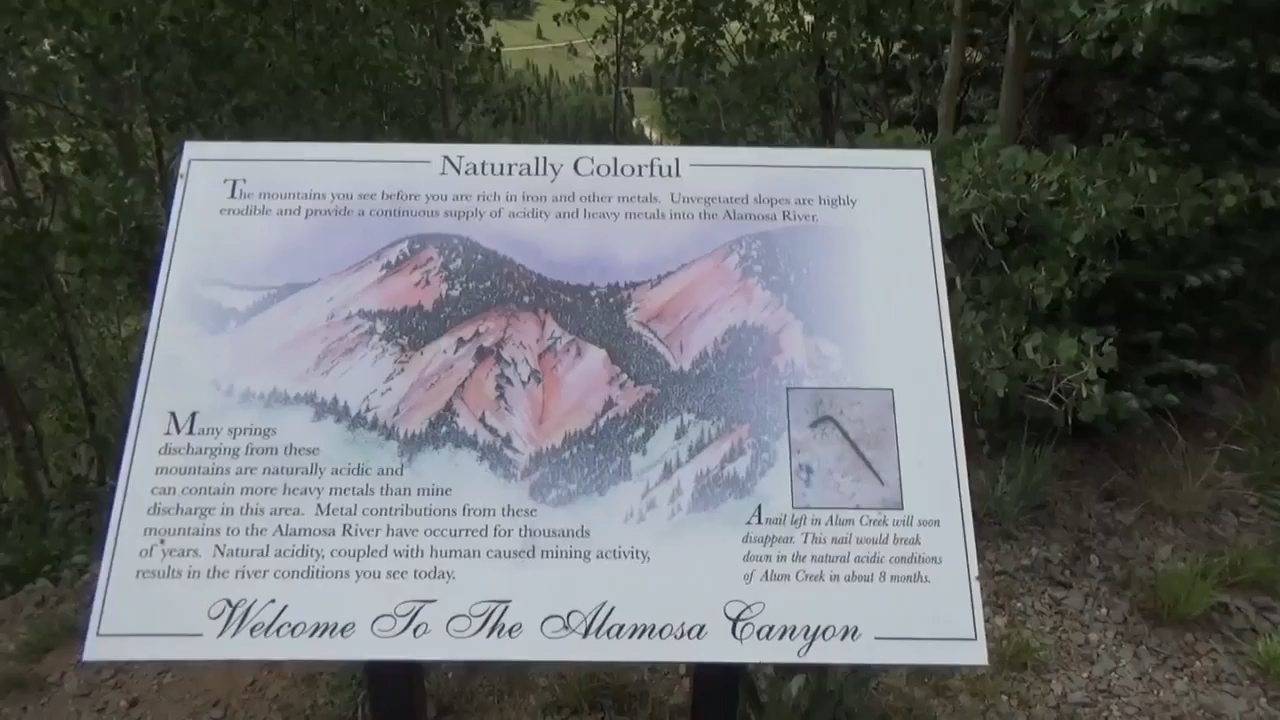 Naturally Colorful
The mountains you see before you are rich in iron and other metals. Unvegetated slopes are highly
erodible and provide a continuous supply of acidity and heavy metals into the Alamosa River.
Many springs
discharging from these
mountains are naturally acidic and
can contain more heavy metals than mine
discharge in this area. Metal contributions from these
mountains to the Alamosa River have occurred for thousands
of years. Natural acidity, coupled with human caused mining activity,
results in the river conditions you see today.
A nail left in Alum Creek will soon
disappear. This nail would break
down in the natural acidic conditions
of Alum Creek in about 8 months.
Welcome To The Alamosa Canyon